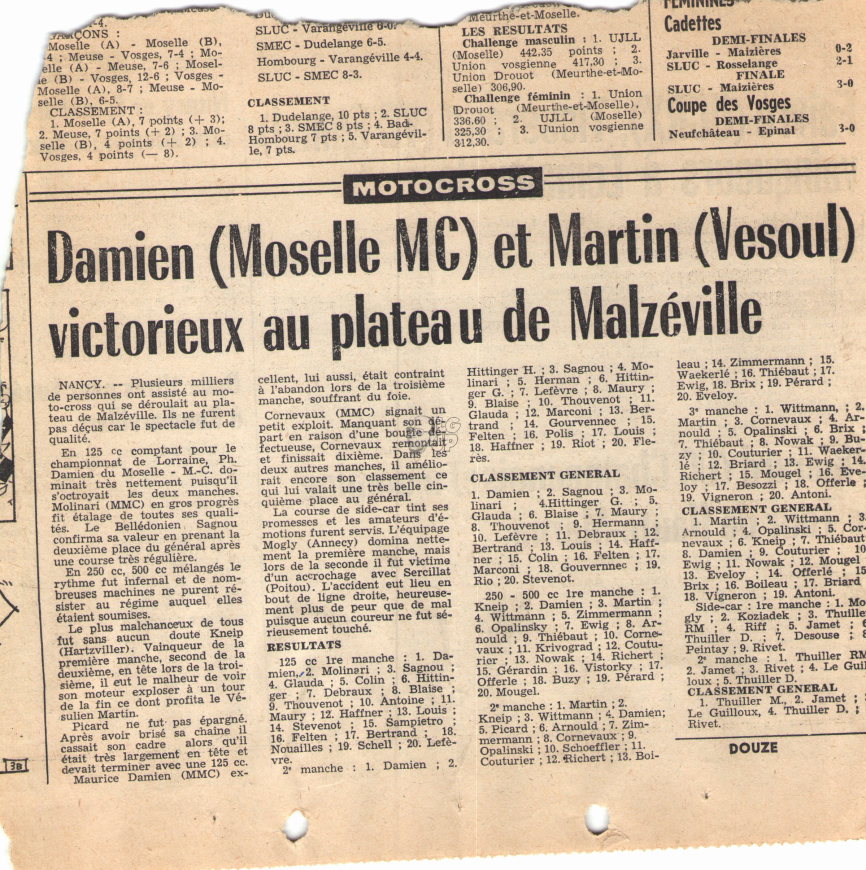 -4.
GARÇONS :
Moselle (A) - Moselle (B),
-4 ; Meuse - Vosges, 7-4 ; Mo-
elle (A) - Meuse, 7-6 ; Mosel-
e (B) - Vosges, 12-6 ; Vosges -
Moselle (A), 8-7 ; Meuse - Mo-
selle (B), 6-5.
CLASSEMENT :
1. Moselle (A), 7 points (+ 3);
2. Meuse, 7 points (+ 2) ; 3. Mo-
selle (B), 4 points (+ 2) ; 4.
Vosges, 4 points (— 8).
SLUC - Varangéville 6-0.
SMEC - Dudelange 6-5.
Hombourg - Varangéville 4-4.
SLUC - SMEC 8-3.
CLASSEMENT
1. Dudelange, 10 pts ; 2. SLUC
8 pts ; 3. SMEC 8 pts ; 4. Bad-
Hombourg 7 pts ; 5. Varangévil-
le, 7 pts.
Meurthe-et-Moselle.
LES RESULTATS
Challenge masculin : 1. UJLL
(Moselle) 442,35 points ; 2.
Union vosgienne 417,30 ; 3.
Union Drouot (Meurthe-et-Mo-
selle) 306,90.
Challenge féminin : 1. Union
Drouot (Meurthe-et-Moselle),
336,60 ; 2. UJLL (Moselle)
325,30 ; 3. Uunion vosgienne
312,30.
FEMININES
Cadettes
DEMI-FINALES
Jarville - Maizières 0-2
SLUC - Rosselange 2-1
FINALE
SLUC - Maizières 3-0
Coupe des Vosges
DEMI-FINALES
Neufchâteau - Epinal 3-0
MOTOCROSS
Damien (Moselle MC) et Martin (Vesoul)
victorieux au plateau de Malzéville
NANCY. -- Plusieurs milliers
de personnes ont assisté au mo-
to-cross qui se déroulait au pla-
teau de Malzéville. Ils ne furent
pas déçus car le spectacle fut de
qualité.
En 125 cc comptant pour le
championnat de Lorraine, Ph.
Damien du Moselle - M.-C. do-
minait très nettement puisqu'il
s'octroyait les deux manches.
Molinari (MMC) en gros progrès
fit étalage de toutes ses quali-
tés. Le Bellédonien Sagnou
confirma sa valeur en prenant la
deuxième place du général après
une course très régulière.
En 250 cc, 500 cc mélangés le
rythme fut infernal et de nom-
breuses machines ne purent ré-
sister au régime auquel elles
étaient soumises.
Le plus malchanceux de tous
fut sans aucun doute Kneip
(Hartzviller). Vainqueur de la
première manche, second de la
deuxième, en tête lors de la troi-
sième, il eut le malheur de voir
son moteur exploser à un tour
de la fin ce dont profita le Vé-
sulien Martin.
Picard ne fut pas épargné.
Après avoir brisé sa chaîne il
cassait son cadre alors qu'il
était très largement en tête et
devait terminer avec une 125 cc.
Maurice Damien (MMC) ex-
cellent, lui aussi, était contraint
à l'abandon lors de la troisième
manche, souffrant du foie.
Cornevaux (MMC) signait un
petit exploit. Manquant son dé-
part en raison d'une bougie dé-
fectueuse, Cornevaux remontait
et finissait dixième. Dans les
deux autres manches, il amélio-
rait encore son classement ce
qui lui valait une très belle cin-
quième place au général.
La course de side-car tint ses
promesses et les amateurs d'é-
motions furent servis. L'équipage
Mogly (Annecy) domina nette-
ment la première manche, mais
lors de la seconde il fut victime
d'un accrochage avec Sercillat
(Poitou). L'accident eut lieu en
bout de ligne droite, heureuse-
ment plus de peur que de mal
puisque aucun coureur ne fut sé-
rieusement touché.
RESULTATS
125 cc 1re manche : 1. Da-
mien, 2. Molinari ; 3. Sagnou ;
4. Glauda ; 5. Colin ; 6. Hittin-
ger ; 7. Debraux ; 8. Blaise ;
9. Thouvenot ; 10. Antoine ; 11.
Maury ; 12. Haffner ; 13. Louis ;
14. Stevenot ; 15. Sampietro ;
16. Felten ; 17. Bertrand ; 18.
Nouailles ; 19. Schell ; 20. Lefè-
vre.
2e manche : 1. Damien ; 2.
Hittinger H. ; 3. Sagnou ; 4. Mo-
linari ; 5. Herman ; 6. Hittin-
ger G. ; 7. Lefèvre ; 8. Maury ;
9. Blaise ; 10. Thouvenot ; 11.
Glauda ; 12. Marconi ; 13. Ber-
trand ; 14. Gourvennec ; 15.
Felten ; 16. Polis ; 17. Louis ;
18. Haffner ; 19. Riot ; 20. Fle-
rès.
CLASSEMENT GENERAL
1. Damien ; 2. Sagnou ; 3. Mo-
linari ; 4.Hittinger G. ; 5.
Glauda ; 6. Blaise ; 7. Maury ;
8. Thouvenot ; 9. Hermann ;
10. Lefèvre ; 11. Debraux ; 12.
Bertrand ; 13. Louis ; 14. Haff-
ner ; 15. Colin ; 16. Felten ; 17.
Marconi ; 18. Gouvernnec ; 19.
Rio ; 20. Stevenot.
250 - 500 cc 1re manche : 1.
Kneip ; 2. Damien ; 3. Martin ;
4. Wittmann ; 5. Zimmermann ;
6. Opalinsky ; 7. Ewig ; 8. Ar-
nould ; 9. Thiébaut ; 10. Corne-
vaux ; 11. Krivograd ; 12. Coutu-
rier ; 13. Nowak ; 14. Richert ;
15. Gérardin ; 16. Vistorky ; 17.
Offerle ; 18. Buzy ; 19. Pérard ;
20. Mougel.
2e manche : 1. Martin ; 2.
Kneip ; 3. Wittmann ; 4. Damien;
5. Picard ; 6. Arnould ; 7. Zim-
mermann ; 8. Cornevaux ; 9.
Opalinski ; 10. Schoeffler ; 11.
Couturier ; 12. Richert ; 13. Boi-
leau ; 14. Zimmermann ; 15.
Waekerlé ; 16. Thiébaut ; 17.
Ewig, 18. Brix ; 19. Pérard ;
20. Eveloy.
3e manche : 1. Wittmann, ; 2.
Martin ; 3. Cornevaux ; 4. Ar-
nould ; 5. Opalinski ; 6. Brix ;
7. Thiébaut ; 8. Nowak ; 9. Bu-
zy ; 10. Couturier ; 11. Waeker-
lé ; 12. Briard ; 13. Ewig ; 14.
Richert ; 15. Mougel ; 16. Eve-
loy ; 17. Besozzi ; 18. Offerle ;
19. Vigneron ; 20. Antoni.
CLASSEMENT GENERAL
1. Martin ; 2. Wittmann ; 3.
Arnould ; 4. Opalinski ; 5. Cor-
nevaux ; 6. Kneip ; 7. Thiébaut
8. Damien ; 9. Couturier ; 10
Ewig ; 11. Nowak ; 12. Mougel
13. Eveloy ; 14. Offerlé ; 15
Brix ; 16. Boileau ; 17. Briard
18. Vigneron ; 19. Antoni.
Side-car : 1re manche : 1. Mo
gly ; 2. Koziadek ; 3. Thuille
RM ; 4. Riff ; 5. Jamet ; 6
Thuiller D. ; 7. Desouse ;
Peintay ; 9. Rivet.
2e manche : 1. Thuiller RM
2. Jamet ; 3. Rivet ; 4. Le Gui
loux ; 5. Thuiller D.
CLASSEMENT GENERAL
1. Thuiller M., 2. Jamet ;
Le Guilloux, 4. Thuiller D. ;
Rivet.
DOUZE
3B